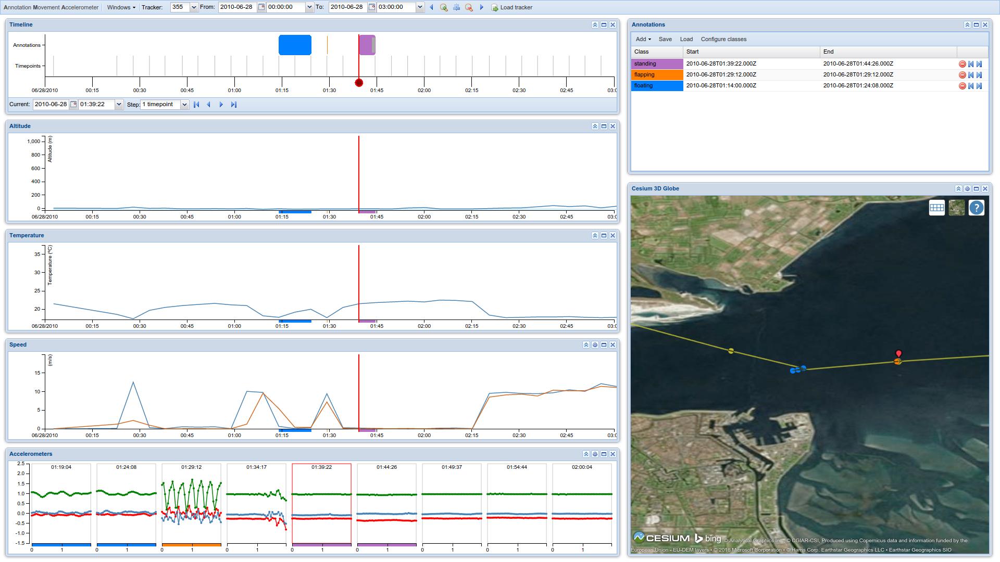 Annotation Movement Accelerometer Windows Tracker: 355 From: 2010-06-28 00:00:00 To: 2010-06-28 03:00:00 Load tracker
Timeline
Annotations
Timepoints
06/28/2010 00:15 00:30 00:45 01:00 01:15 01:30 01:45 02:00 02:15 02:30 02:45 03:0
Current: 2010-06-28 01:39:22 Step: 1 timepoint
Altitude
Altitude (m)
1,000
800
600
400
200
0
06/28/2010 00:15 00:30 00:45 01:00 01:15 01:30 01:45 02:00 02:15 02:30 02:45 03:0
Temperature
Temperature (°C)
35
30
25
20
06/28/2010 00:15 00:30 00:45 01:00 01:15 01:30 01:45 02:00 02:15 02:30 02:45 03:0
Speed
(m/s)
15
10
5
0
06/28/2010 00:15 00:30 00:45 01:00 01:15 01:30 01:45 02:00 02:15 02:30 02:45 03:0
Accelerometers
01:19:04 01:24:08 01:29:12 01:34:17 01:39:22 01:44:26 01:49:37 01:54:44 02:00:04
2.5
2.0
1.5
1.0
0.5
0.0
-0.5
-1.0
-1.5
0 1 0 1 0 1 0 1 0 1 0 1 0 1 0 1 0 1
Annotations
Add Save Load Configure classes
Class Start End
standing 2010-06-28T01:39:22.000Z 2010-06-28T01:44:26.000Z
flapping 2010-06-28T01:29:12.000Z 2010-06-28T01:29:12.000Z
floating 2010-06-28T01:14:00.000Z 2010-06-28T01:24:08.000Z
Cesium 3D Globe
?
CESIUM bing © Analytical Graphics Inc., © CGIAR-CSI, Produced using Copernicus data and information funded by the
European Union - EU-DEM layers • © 2016 Microsoft Corporation • © Harris Corp, Earthstar Geographics LLC • Earthstar Geographics SIO